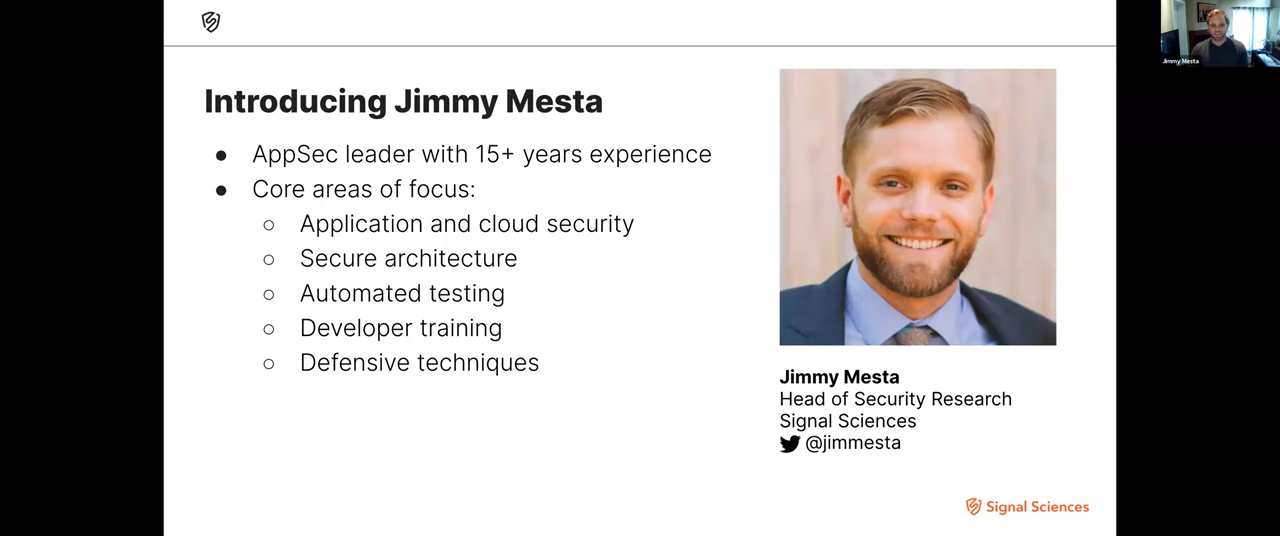 Introducing Jimmy Mesta
● AppSec leader with 15+ years experience
● Core areas of focus:
○ Application and cloud security
○ Secure architecture
○ Automated testing
○ Developer training
○ Defensive techniques
Jimmy Mesta
Head of Security Research
Signal Sciences
@jimmesta
Signal Sciences
Jimmy Mesta